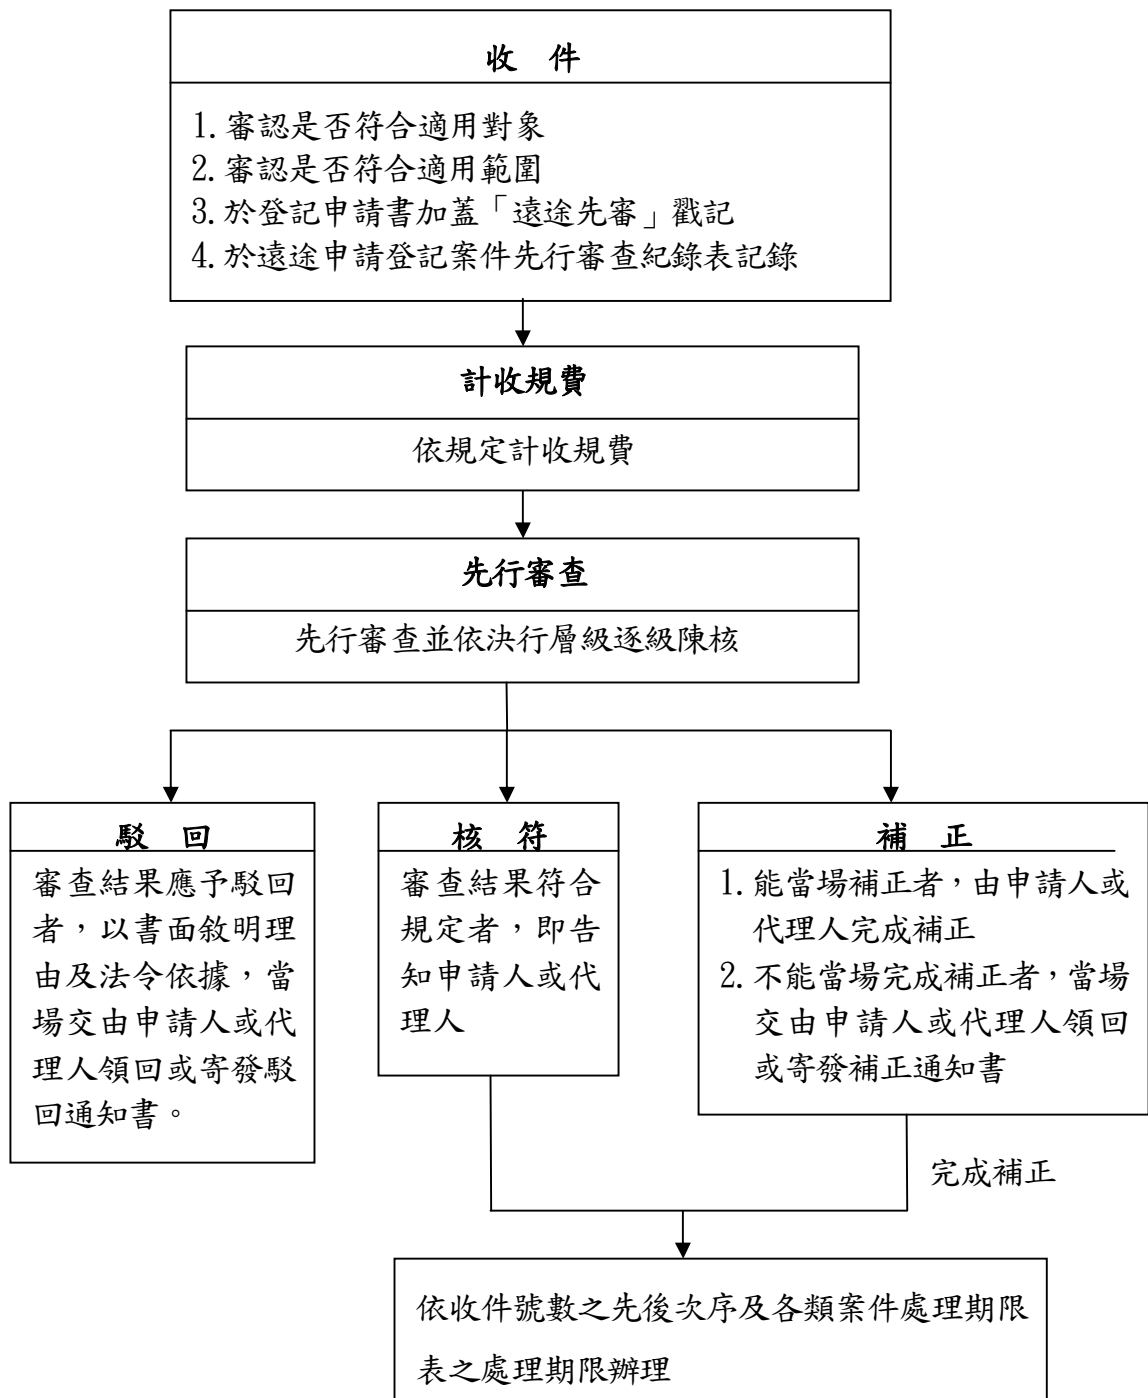 收 件
1. 審認是否符合適用對象
2. 審認是否符合適用範圍
3. 於登記申請書加蓋「遠途先審」戳記
4. 於遠途申請登記案件先行審查紀錄表記錄
計收規費
依規定計收規費
先行審查
先行審查並依決行層級逐級陳核
駁 回
審查結果應予駁回
者，以書面敘明理
由及法令依據，當
場交由申請人或代
理人領回或寄發駁
回通知書。
核 符
審查結果符合
規定者，即告
知申請人或代
理人
補 正
1. 能當場補正者，由申請人或
代理人完成補正
2. 不能當場完成補正者，當場
交由申請人或代理人領回
或寄發補正通知書
完成補正
依收件號數之先後次序及各類案件處理期限
表之處理期限辦理